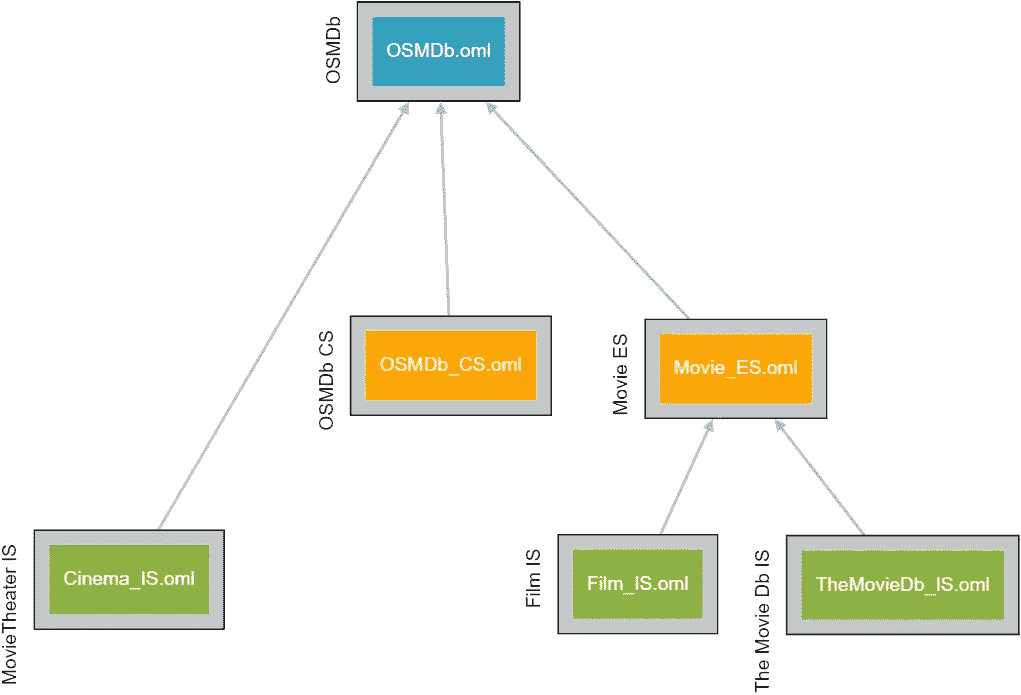 OSMDb
OSMDb.oml
OSMDb CS
OSMDb_CS.oml
Movie ES
Movie_ES.oml
MovieTheater IS
Cinema_IS.oml
Film IS
Film_IS.oml
The Movie Db IS
TheMovieDb_IS.oml